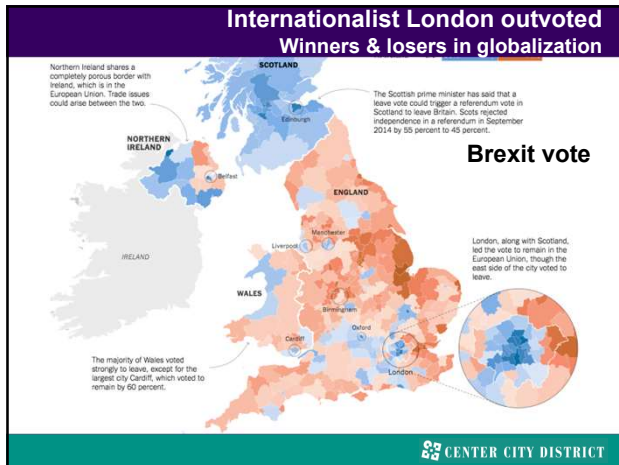 Internationalist London outvoted
Winners & losers in globalization
Northern Ireland shares a
completely porous border with
Ireland, which is in the
European Union. Trade issues
could arise between the two.
SCOTLAND
The Scottish prime minister has said that a
leave vote could trigger a referendum vote in
Scotland to leave Britain. Scots rejected
independence in a referendum in September
2014 by 55 percent to 45 percent.
Edinburgh
NORTHERN
IRELAND
Brexit vote
Belfast
ENGLAND
Manchester
Liverpool
London, along with Scotland,
led the vote to remain in the
European Union, though the
east side of the city voted to
leave.
IRELAND
WALES
Birmingham
Oxford
Cardiff
London
The majority of Wales voted
strongly to leave, except for the
largest city Cardiff, which voted to
remain by 60 percent.
CENTER CITY DISTRICT